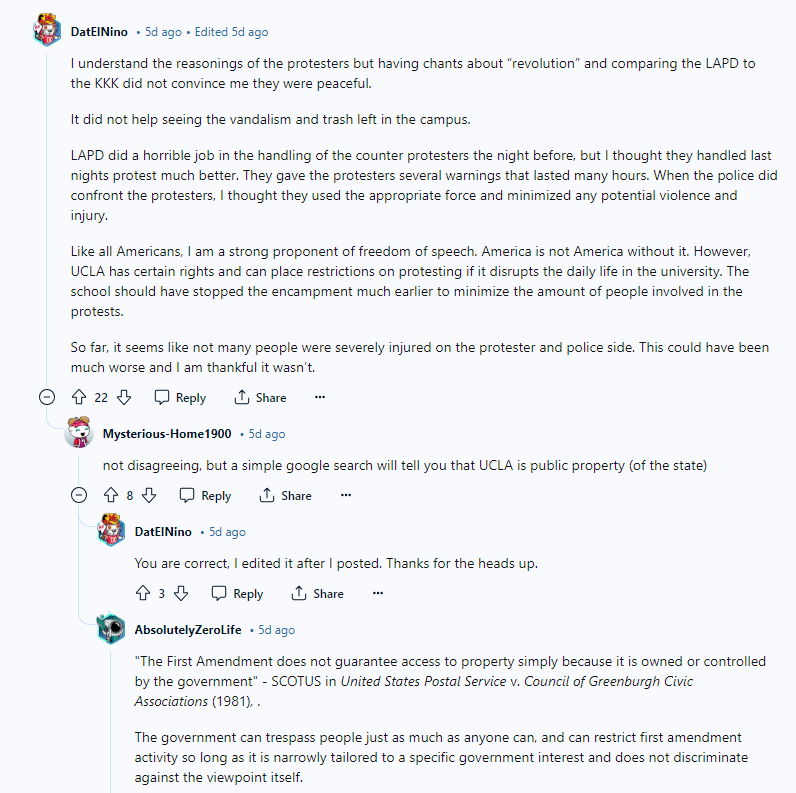 DatElNino • 5d ago • Edited 5d ago
I understand the reasonings of the protesters but having chants about “revolution” and comparing the LAPD to
the KKK did not convince me they were peaceful.
It did not help seeing the vandalism and trash left in the campus.
LAPD did a horrible job in the handling of the counter protesters the night before, but I thought they handled last
nights protest much better. They gave the protesters several warnings that lasted many hours. When the police did
confront the protesters, I thought they used the appropriate force and minimized any potential violence and
injury.
Like all Americans, I am a strong proponent of freedom of speech. America is not America without it. However,
UCLA has certain rights and can place restrictions on protesting if it disrupts the daily life in the university. The
school should have stopped the encampment much earlier to minimize the amount of people involved in the
protests.
So far, it seems like not many people were severely injured on the protester and police side. This could have been
much worse and I am thankful it wasn’t.
22 Reply Share ...
Mysterious-Home1900 • 5d ago
not disagreeing, but a simple google search will tell you that UCLA is public property (of the state)
8 Reply Share ...
DatElNino • 5d ago
You are correct, I edited it after I posted. Thanks for the heads up.
3 Reply Share ...
AbsolutelyZeroLife • 5d ago
"The First Amendment does not guarantee access to property simply because it is owned or controlled
by the government" - SCOTUS in United States Postal Service v. Council of Greenburgh Civic
Associations (1981), .
The government can trespass people just as much as anyone can, and can restrict first amendment
activity so long as it is narrowly tailored to a specific government interest and does not discriminate
against the viewpoint itself.